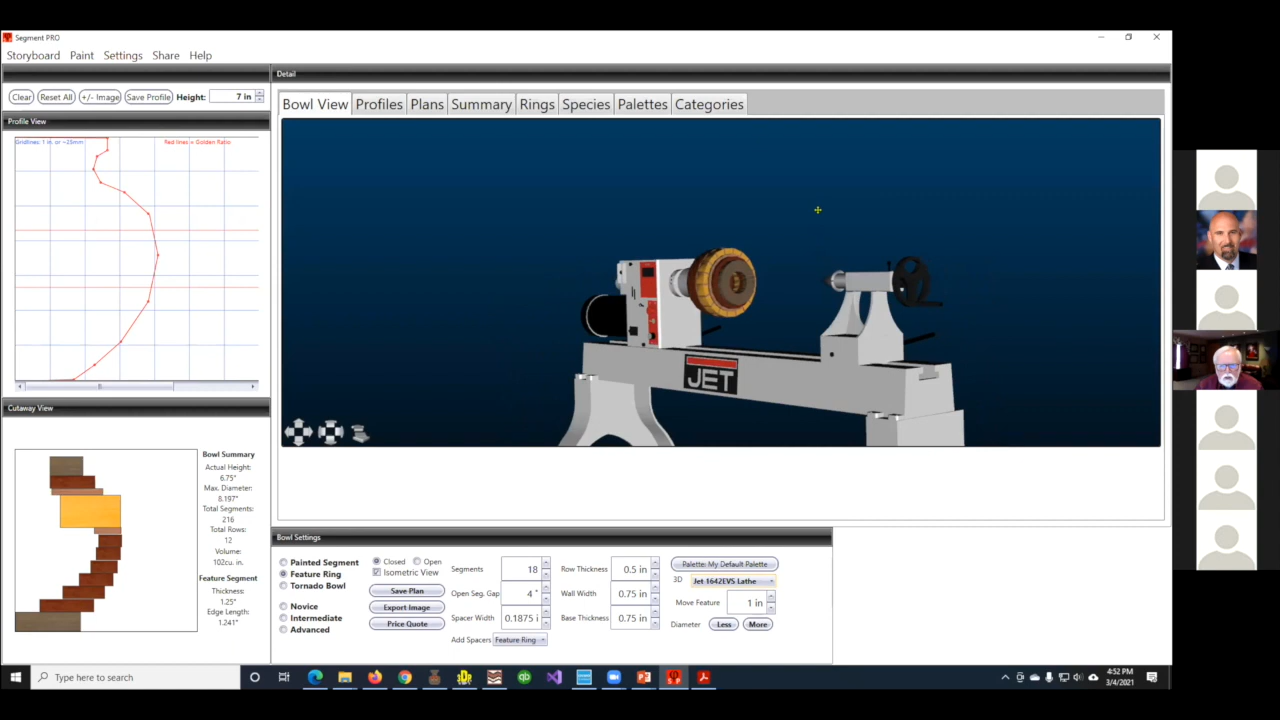 Segment PRO
Storyboard Paint Settings Share Help
Detail
Clear Reset All +/- Image Save Profile Height: 7 in
Bowl View Profiles Plans Summary Rings Species Palettes Categories
Profile View
Gridlines: 1 in. or ~25mm Red lines = Golden Ratio
JET
Cutaway View
Bowl Summary
Actual Height:
6.75"
Max. Diameter:
8.197"
Total Segments:
216
Total Rows:
12
Volume:
102cu. in.
Feature Segment
Thickness:
1.25"
Edge Length:
1.241"
Bowl Settings
Painted Segment
Feature Ring
Tornado Bowl
Novice
Intermediate
Advanced
Closed Open
Isometric View
Save Plan
Export Image
Price Quote
Segments 18
Open Seg. Gap 4 °
Spacer Width 0.1875 i
Add Spacers Feature Ring
Row Thickness 0.5 in
Wall Width 0.75 in
Base Thickness 0.75 in
Palette: My Default Palette
3D Jet 1642EVS Lathe
Move Feature 1 in
Diameter Less More
Type here to search
4:52 PM
3/4/2021